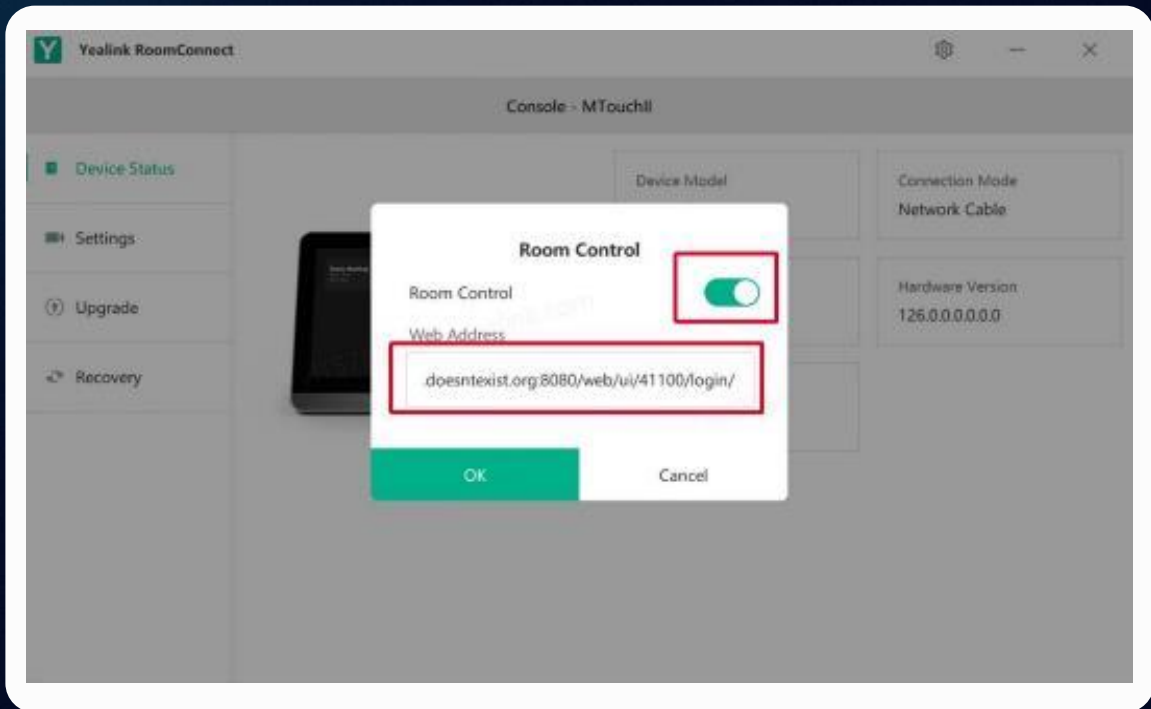 Yealink RoomConnect
Console - MTouchII
Device Status
Settings
Upgrade
Recovery
Device Model
Connection Mode
Network Cable
Hardware Version
126.0.0.0.0.0
Room Control
Room Control
Web Address
.doesntexist.org:8080/web/ui/41100/login/
OK
Cancel